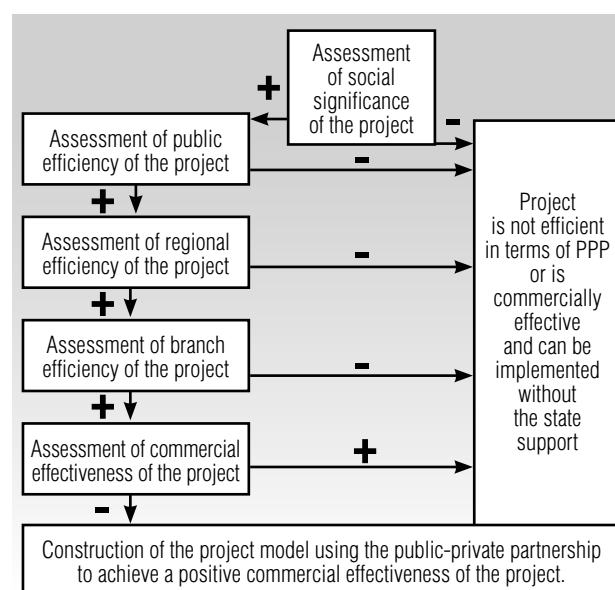 Assessment
of social
significance
of the project
+
-
Assessment of public
efficiency of the project
-
+
Assessment of regional
efficiency of the project
-
+
Assessment of branch
efficiency of the project
-
+
Assessment of commercial
effectiveness of the project
+
-
Project
is not efficient
in terms of PPP
or is
commercially
effective
and can be
implemented
without
the state
support
Construction of the project model using the public-private partnership
to achieve a positive commercial effectiveness of the project.